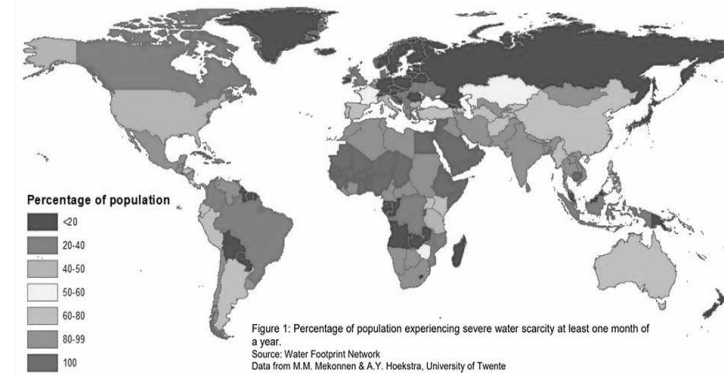 Percentage of population
<20
20-40
40-50
50-60
60-80
80-99
100
Figure 1: Percentage of population experiencing severe water scarcity at least one month of
a year.
Source: Water Footprint Network
Data from M.M. Mekonnen & A.Y. Hoekstra, University of Twente